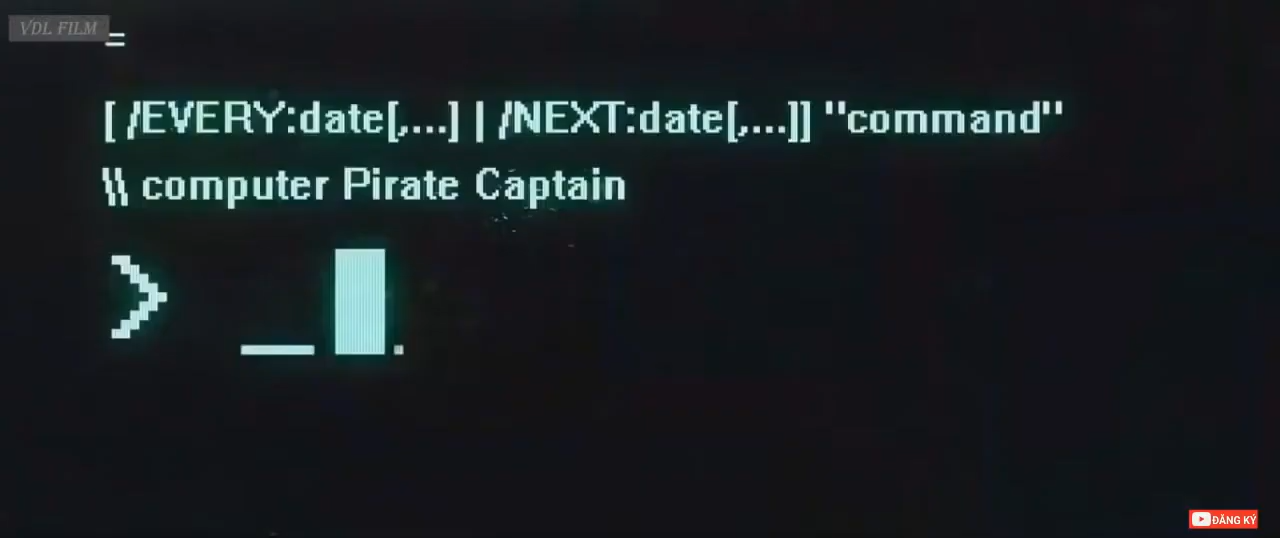 VDL FILM
=
[ /EVERY:date[,...] | /NEXT:date[,...]] "command"
\\ computer Pirate Captain
> _ █.
ĐĂNG KÝ